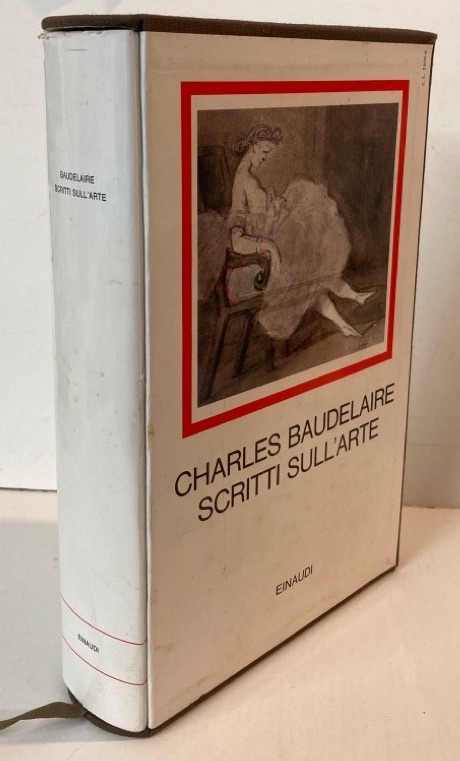 BAUDELAIRE
SCRITTI SULL'ARTE
EINAUDI
CHARLES BAUDELAIRE
SCRITTI SULL'ARTE
EINAUDI